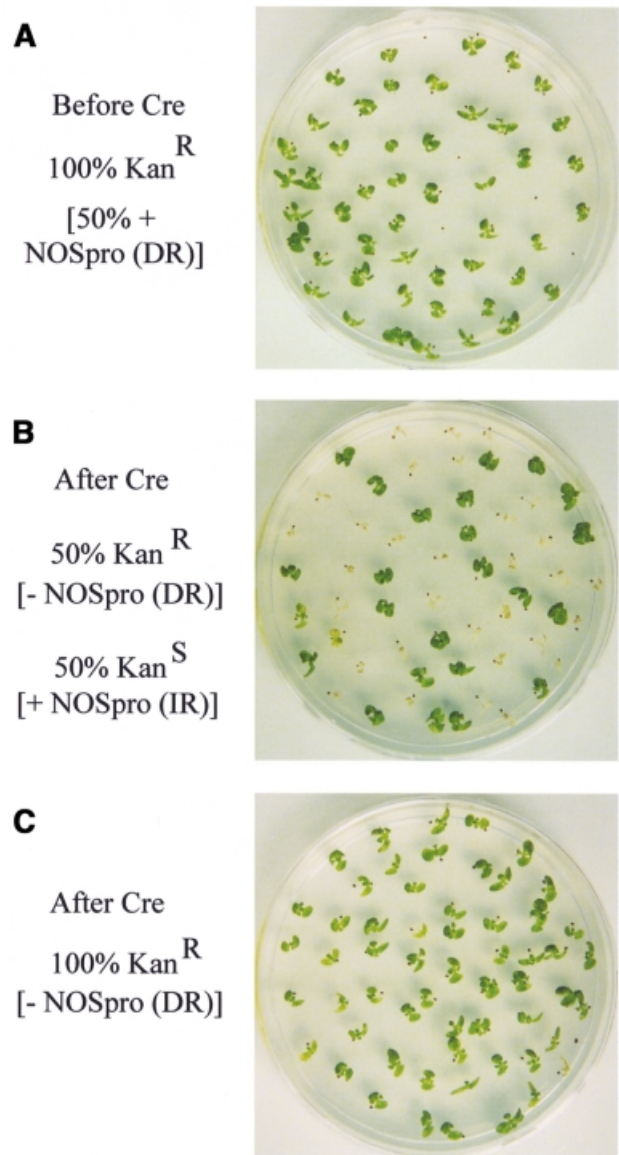 A
Before Cre
100% Kan R
[50% +
NOSpro (DR)]
B
After Cre
50% Kan R
[- NOSpro (DR)]
50% Kan S
[+ NOSpro (IR)]
C
After Cre
100% Kan R
[- NOSpro (DR)]